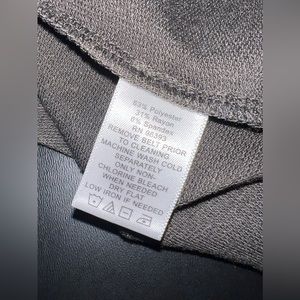 63% Polyester
31% Rayon
6% Spandex
RN 96393
REMOVE BELT PRIOR
TO CLEANING
MACHINE WASH COLD
SEPARATELY
ONLY NON-
CHLORINE BLEACH
WHEN NEEDED
DRY FLAT
LOW IRON IF NEEDED